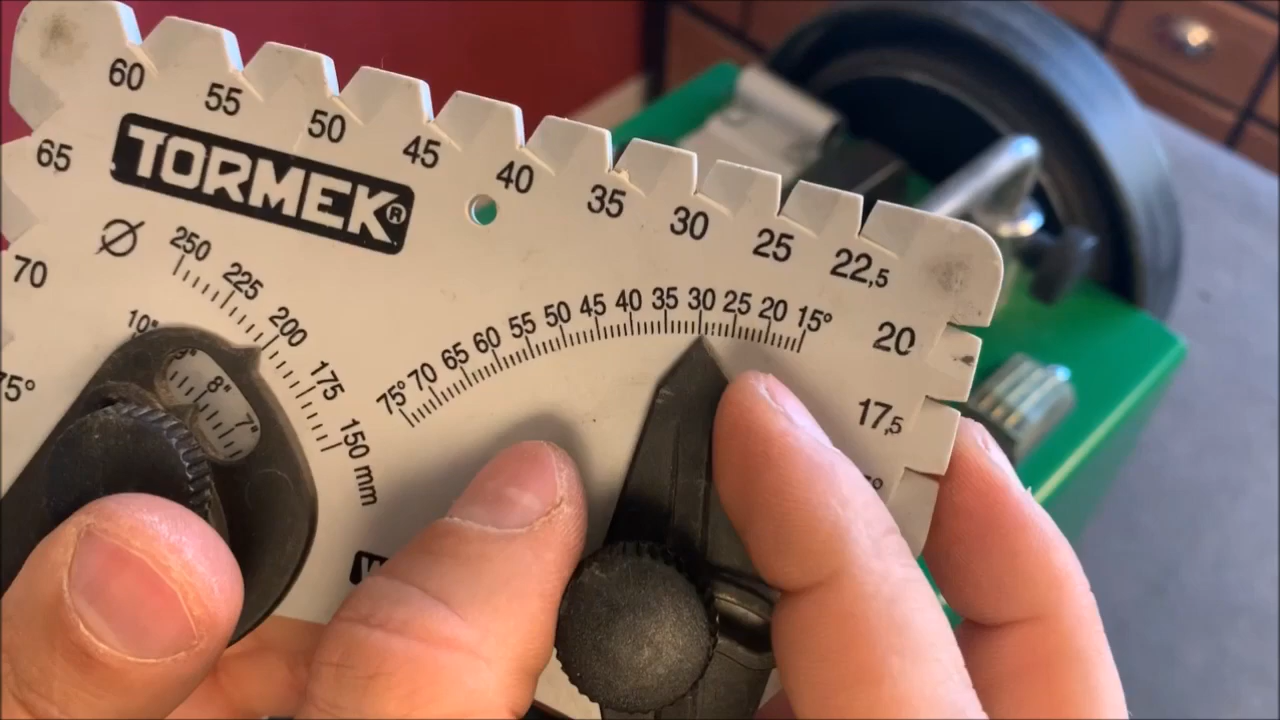 60 55 50 45 40 35 30 25 22,5
65
TORMEK®
70
20
17,5
75°
Ø 250 225 200 175 150 mm
10" 9" 8" 7"
75° 70 65 60 55 50 45 40 35 30 25 20 15°